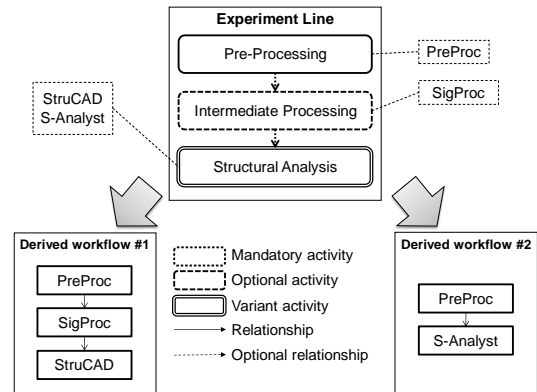 Experiment Line
Pre-Processing
PreProc
Intermediate Processing
SigProc
StruCAD
S-Analyst
Structural Analysis
Derived workflow #1
PreProc
SigProc
StruCAD
Mandatory activity
Optional activity
Variant activity
Relationship
Optional relationship
Derived workflow #2
PreProc
S-Analyst